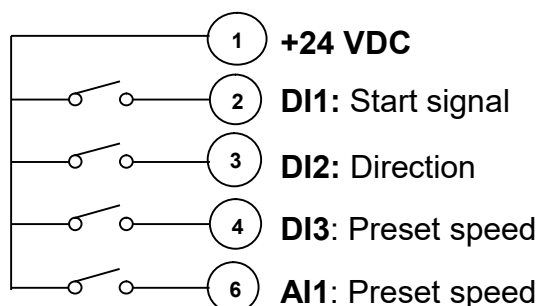 1 +24 VDC
2 DI1: Start signal
3 DI2: Direction
4 DI3: Preset speed
6 AI1: Preset speed